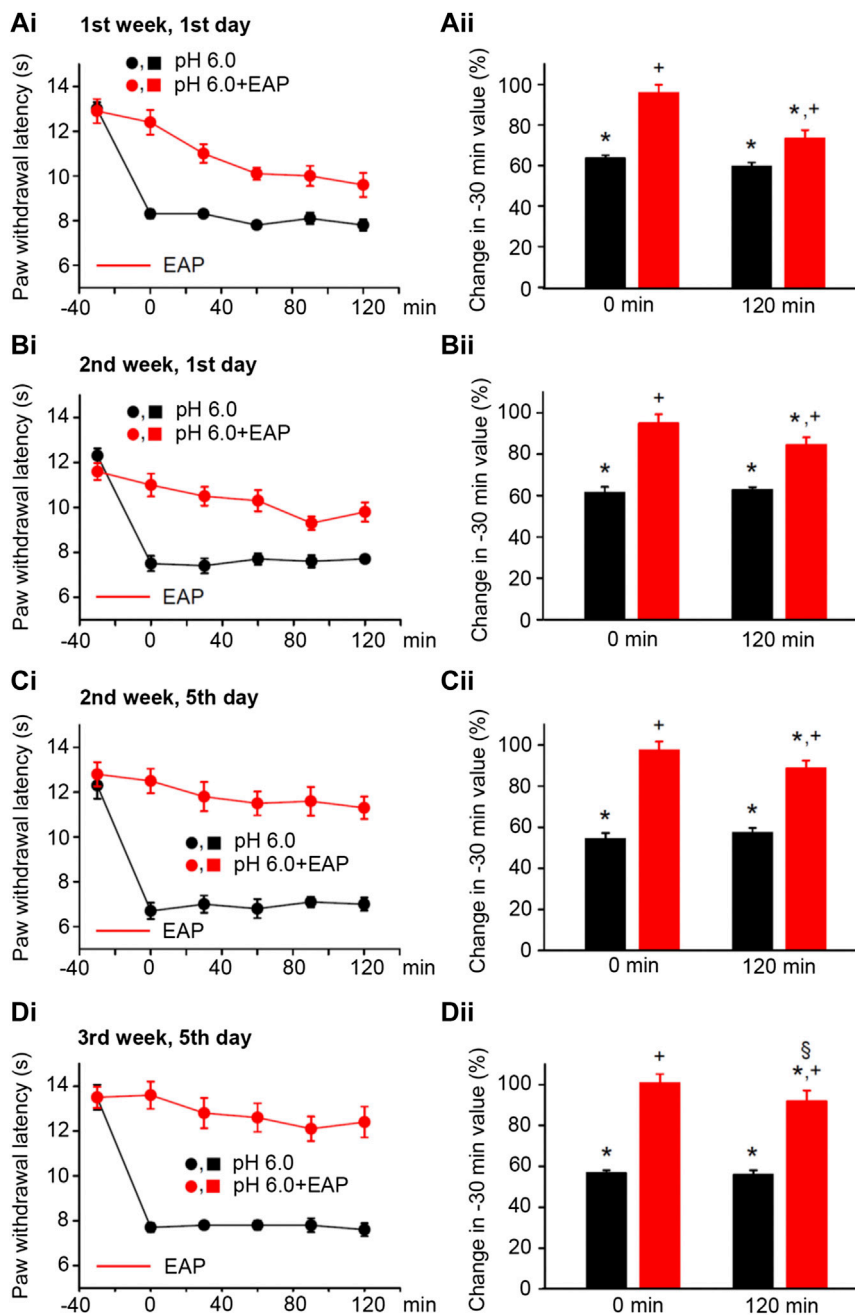 Ai
1st week, 1st day
●,■ pH 6.0
●,■ pH 6.0+EAP
Paw withdrawal latency (s)
14
12
10
8
6
EAP
-40 0 40 80 120 min
Aii
Change in -30 min value (%)
100
80
60
40
20
0
* + * *,+
0 min 120 min
Bi
2nd week, 1st day
●,■ pH 6.0
●,■ pH 6.0+EAP
Paw withdrawal latency (s)
14
12
10
8
6
EAP
-40 0 40 80 120 min
Bii
Change in -30 min value (%)
100
80
60
40
20
0
* + * *,+
0 min 120 min
Ci
2nd week, 5th day
Paw withdrawal latency (s)
14
12
10
8
6
●,■ pH 6.0
●,■ pH 6.0+EAP
EAP
-40 0 40 80 120 min
Cii
Change in -30 min value (%)
100
80
60
40
20
0
* + * *,+
0 min 120 min
Di
3rd week, 5th day
Paw withdrawal latency (s)
16
14
12
10
8
6
●,■ pH 6.0
●,■ pH 6.0+EAP
EAP
-40 0 40 80 120 min
Dii
Change in -30 min value (%)
100
80
60
40
20
0
§
* + * *,+
0 min 120 min